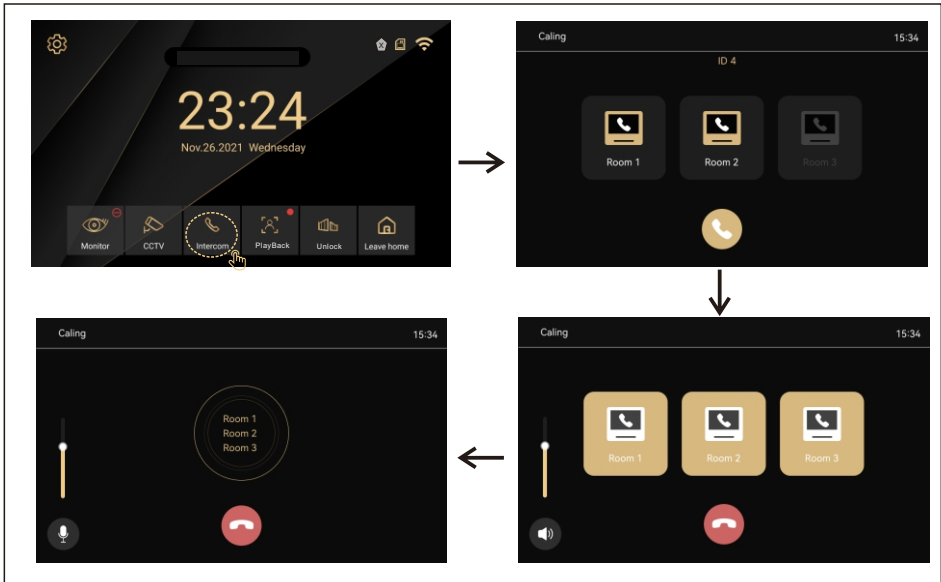 23:24
Nov.26.2021 Wednesday
Monitor
CCTV
Intercom
PlayBack
Unlock
Leave home
Caling 15:34
ID 4
Room 1
Room 2
Room 3
Caling 15:34
Room 1
Room 2
Room 3
Caling 15:34
Room 1
Room 2
Room 3